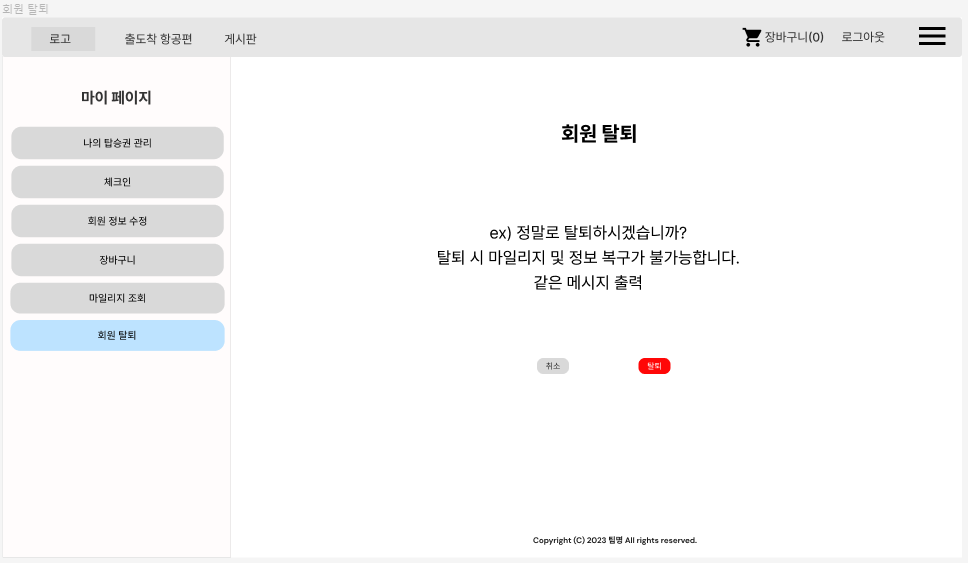 회원 탈퇴
로고
출도착 항공편
게시판
장바구니(0)
로그아웃
마이 페이지
나의 탑승권 관리
체크인
회원 정보 수정
장바구니
마일리지 조회
회원 탈퇴
회원 탈퇴
ex) 정말로 탈퇴하시겠습니까?
탈퇴 시 마일리지 및 정보 복구가 불가능합니다.
같은 메시지 출력
취소
탈퇴
Copyright (C) 2023 팀명 All rights reserved.